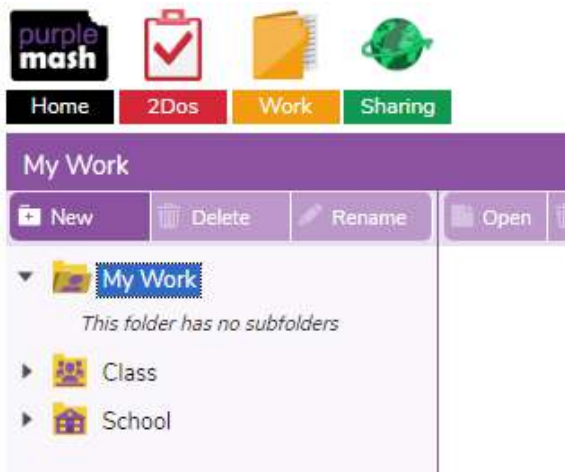 purple
mash
Home 2Dos Work Sharing
My Work
New Delete Rename Open
My Work
This folder has no subfolders
Class
School